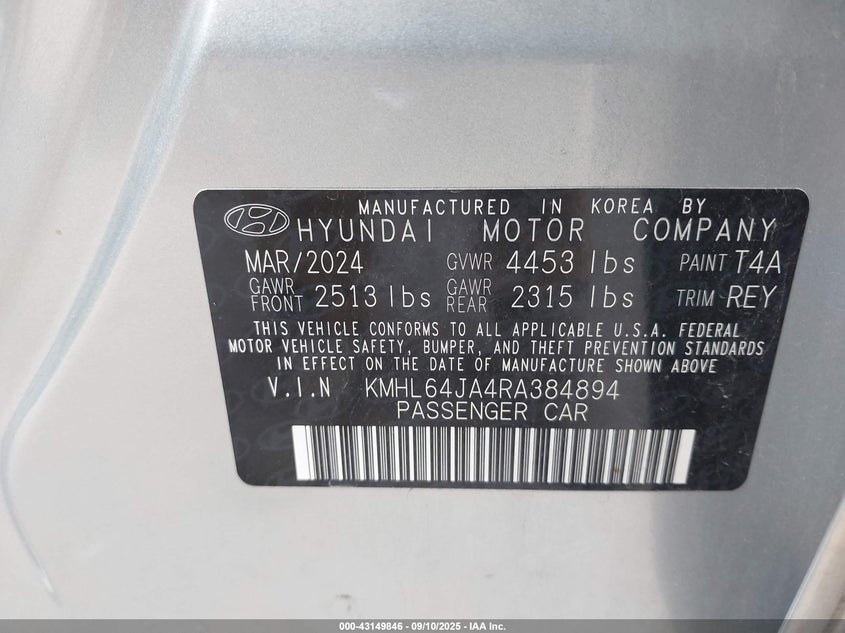 MANUFACTURED IN KOREA BY
HYUNDAI MOTOR COMPANY
MAR/2024 GVWR 4453 lbs PAINT T4A
GAWR FRONT 2513 lbs GAWR REAR 2315 lbs TRIM REY
THIS VEHICLE CONFORMS TO ALL APPLICABLE U.S.A. FEDERAL
MOTOR VEHICLE SAFETY, BUMPER, AND THEFT PREVENTION STANDARDS
IN EFFECT ON THE DATE OF MANUFACTURE SHOWN ABOVE
V.I.N KMHL64JA4RA384894
PASSENGER CAR
000-43149846 - 09/10/2025 - IAA Inc.